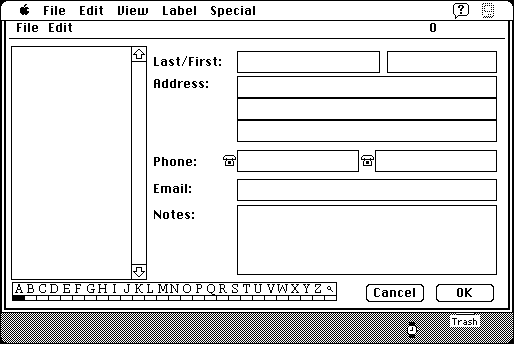 File Edit View Label Special
File Edit 0
Last/First:
Address:
Phone:
Email:
Notes:
A B C D E F G H I J K L M N O P Q R S T U V W X Y Z
Cancel OK
Trash